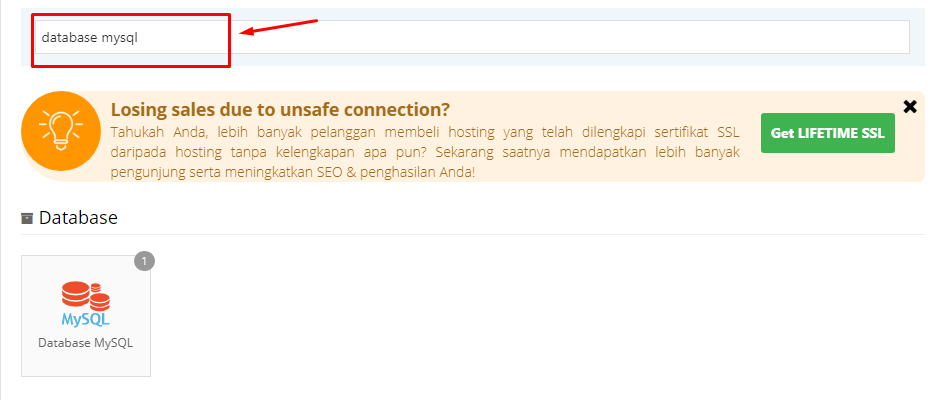 database mysql
Losing sales due to unsafe connection?
Tahukah Anda, lebih banyak pelanggan membeli hosting yang telah dilengkapi sertifikat SSL
daripada hosting tanpa kelengkapan apa pun? Sekarang saatnya mendapatkan lebih banyak
pengunjung serta meningkatkan SEO & penghasilan Anda!
Get LIFETIME SSL
Database
1
MySQL
Database MySQL